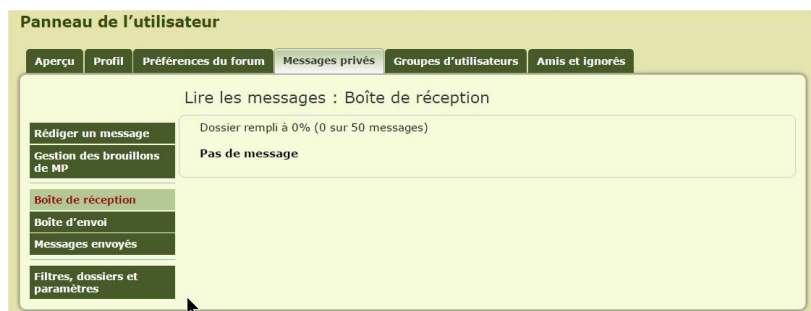 Panneau de l’utilisateur
Aperçu Profil Préférences du forum Messages privés Groupes d’utilisateurs Amis et ignorés
Lire les messages : Boîte de réception
Dossier rempli à 0% (0 sur 50 messages)
Pas de message
Rédiger un message
Gestion des brouillons
de MP
Boîte de réception
Boîte d’envoi
Messages envoyés
Filtres, dossiers et
paramètres